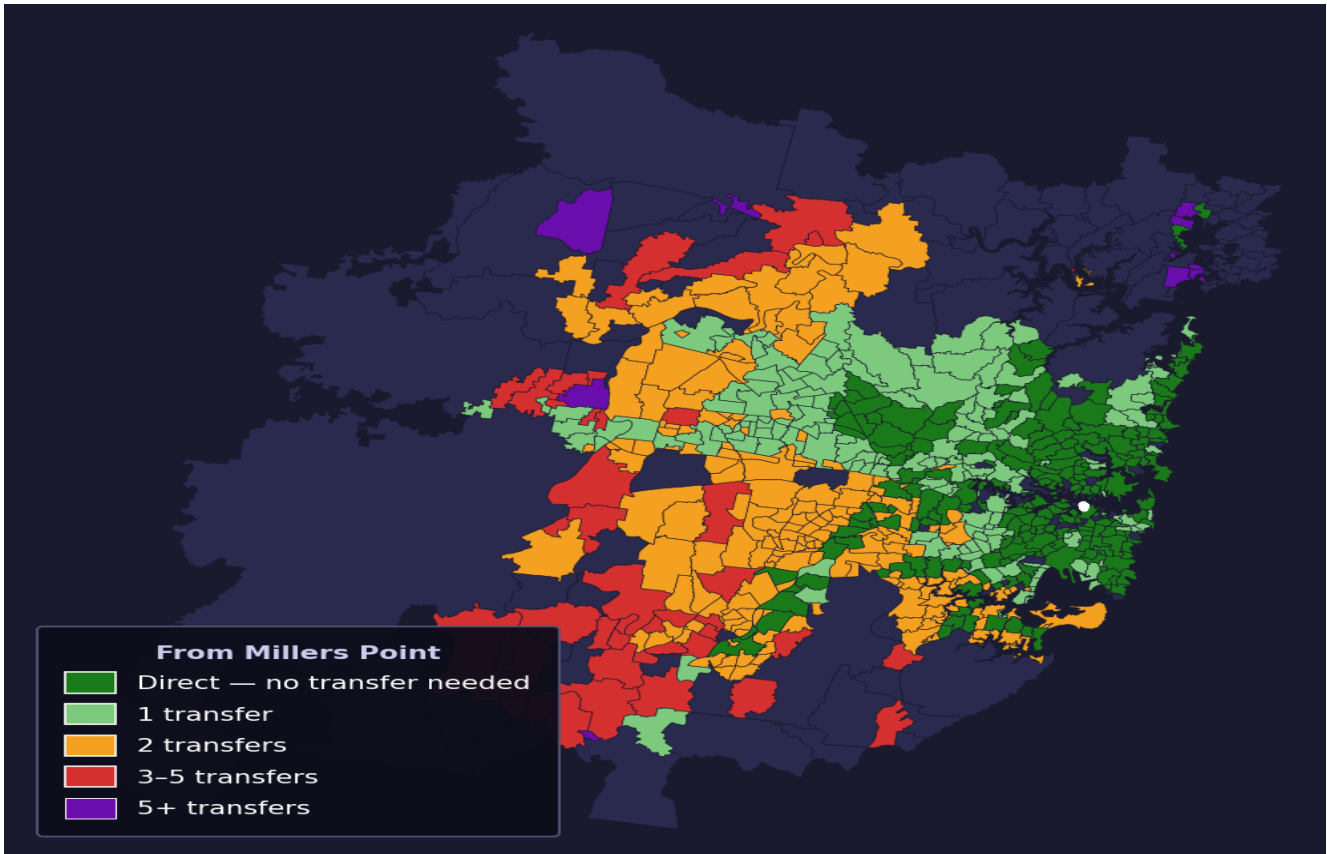 From Millers Point
Direct — no transfer needed
1 transfer
2 transfers
3–5 transfers
5+ transfers